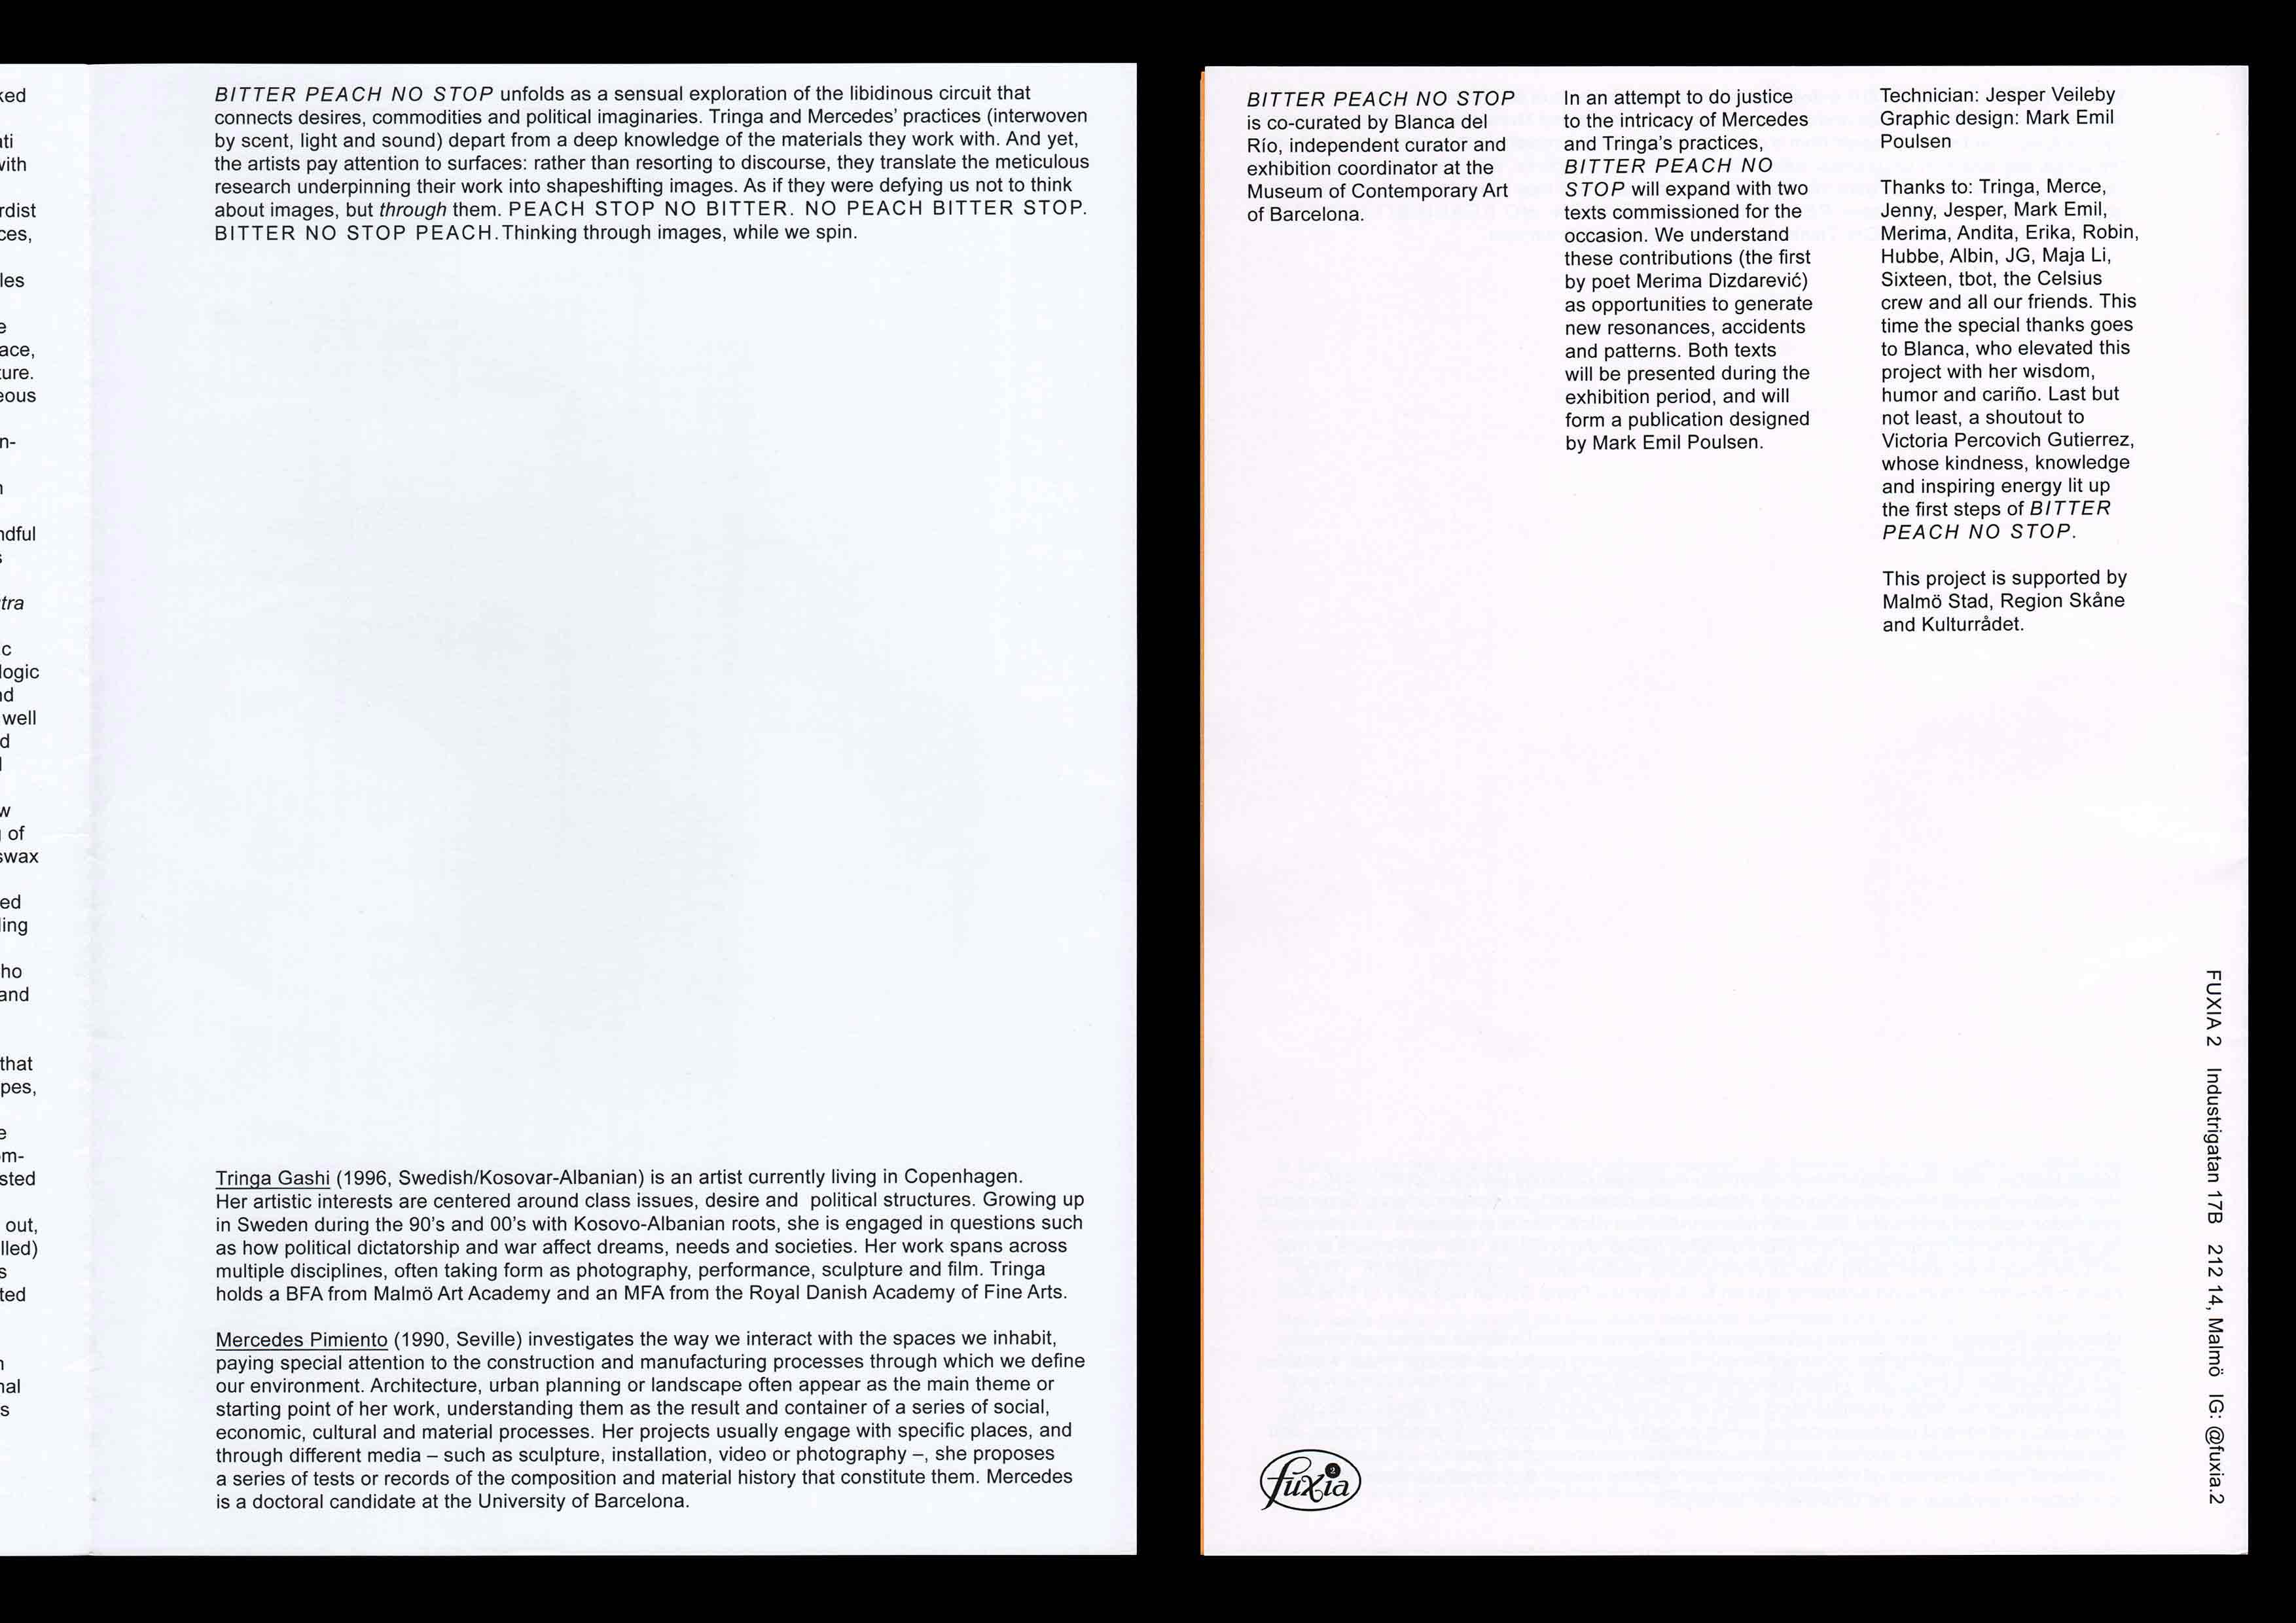 ked
ati
with
rdist
ces,
les
e
ace,
ture.
eous
n-
n
ndful
s
tra
c
logic
nd
well
d
l
w
of
swax
ed
ling
ho
and
that
pes,
e
om-
sted
out,
lled)
s
ted
n
nal
s
BITTER PEACH NO STOP unfolds as a sensual exploration of the libidinous circuit that
connects desires, commodities and political imaginaries. Tringa and Mercedes' practices (interwoven
by scent, light and sound) depart from a deep knowledge of the materials they work with. And yet,
the artists pay attention to surfaces: rather than resorting to discourse, they translate the meticulous
research underpinning their work into shapeshifting images. As if they were defying us not to think
about images, but through them. PEACH STOP NO BITTER. NO PEACH BITTER STOP.
BITTER NO STOP PEACH.Thinking through images, while we spin.
Tringa Gashi (1996, Swedish/Kosovar-Albanian) is an artist currently living in Copenhagen.
Her artistic interests are centered around class issues, desire and  political structures. Growing up
in Sweden during the 90's and 00's with Kosovo-Albanian roots, she is engaged in questions such
as how political dictatorship and war affect dreams, needs and societies. Her work spans across
multiple disciplines, often taking form as photography, performance, sculpture and film. Tringa
holds a BFA from Malmö Art Academy and an MFA from the Royal Danish Academy of Fine Arts.
Mercedes Pimiento (1990, Seville) investigates the way we interact with the spaces we inhabit,
paying special attention to the construction and manufacturing processes through which we define
our environment. Architecture, urban planning or landscape often appear as the main theme or
starting point of her work, understanding them as the result and container of a series of social,
economic, cultural and material processes. Her projects usually engage with specific places, and
through different media – such as sculpture, installation, video or photography –, she proposes
a series of tests or records of the composition and material history that constitute them. Mercedes
is a doctoral candidate at the University of Barcelona.
BITTER PEACH NO STOP
is co-curated by Blanca del
Río, independent curator and
exhibition coordinator at the
Museum of Contemporary Art
of Barcelona.
In an attempt to do justice
to the intricacy of Mercedes
and Tringa's practices,
BITTER PEACH NO
STOP will expand with two
texts commissioned for the
occasion. We understand
these contributions (the first
by poet Merima Dizdarević)
as opportunities to generate
new resonances, accidents
and patterns. Both texts
will be presented during the
exhibition period, and will
form a publication designed
by Mark Emil Poulsen.
Technician: Jesper Veileby
Graphic design: Mark Emil
Poulsen
Thanks to: Tringa, Merce,
Jenny, Jesper, Mark Emil,
Merima, Andita, Erika, Robin,
Hubbe, Albin, JG, Maja Li,
Sixteen, tbot, the Celsius
crew and all our friends. This
time the special thanks goes
to Blanca, who elevated this
project with her wisdom,
humor and cariño. Last but
not least, a shoutout to
Victoria Percovich Gutierrez,
whose kindness, knowledge
and inspiring energy lit up
the first steps of BITTER
PEACH NO STOP.
This project is supported by
Malmö Stad, Region Skåne
and Kulturrådet.
fuxia 2
FUXIA 2 Industrigatan 17B 212 14, Malmö IG: @fuxia.2